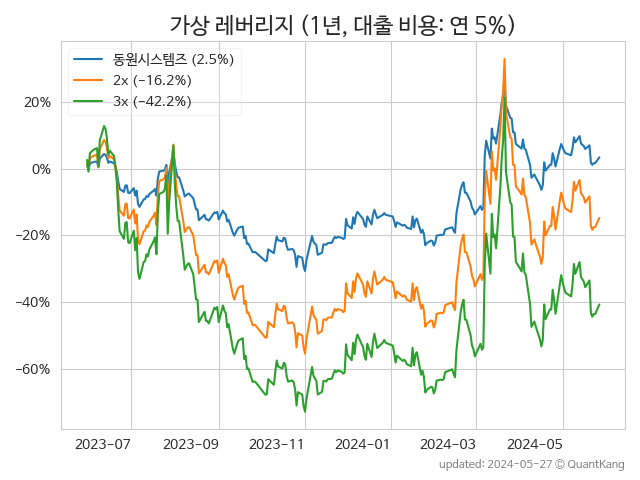 가상 레버리지 (1년, 대출 비용: 연 5%)
동원시스템즈 (2.5%)
2x (−16.2%)
3x (−42.2%)
20%
0%
−20%
−40%
−60%
2023-07
2023-09
2023-11
2024-01
2024-03
2024-05
updated: 2024-05-27 © QuantKang